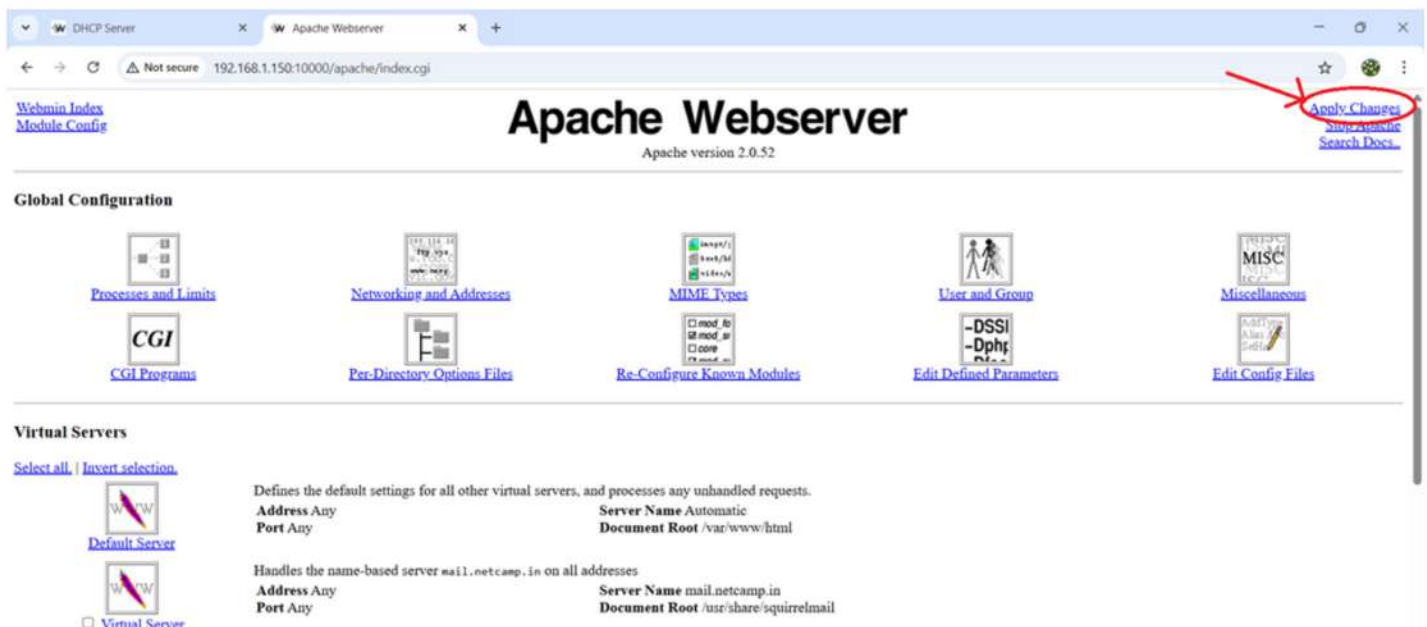 DHCP Server
Apache Webserver
Not secure 192.168.1.150:10000/apache/index.cgi
Webmin Index
Module Config
Apache Webserver
Apache version 2.0.52
Apply Changes
Stop Apache
Search Docs..
Global Configuration
Processes and Limits
Networking and Addresses
MIME Types
MISC
User and Group
Miscellaneous
CGI
-DSSI
-Dphp
CGI Programs
Per-Directory Options Files
Re-Configure Known Modules
Edit Defined Parameters
Edit Config Files
Virtual Servers
Select all. | Invert selection.
Defines the default settings for all other virtual servers, and processes any unhandled requests.
Address Any Server Name Automatic
Port Any Document Root /var/www/html
Default Server
Handles the name-based server mail.netcamp.in on all addresses
Address Any Server Name mail.netcamp.in
Port Any Document Root /usr/share/squirrelmail
Virtual Server